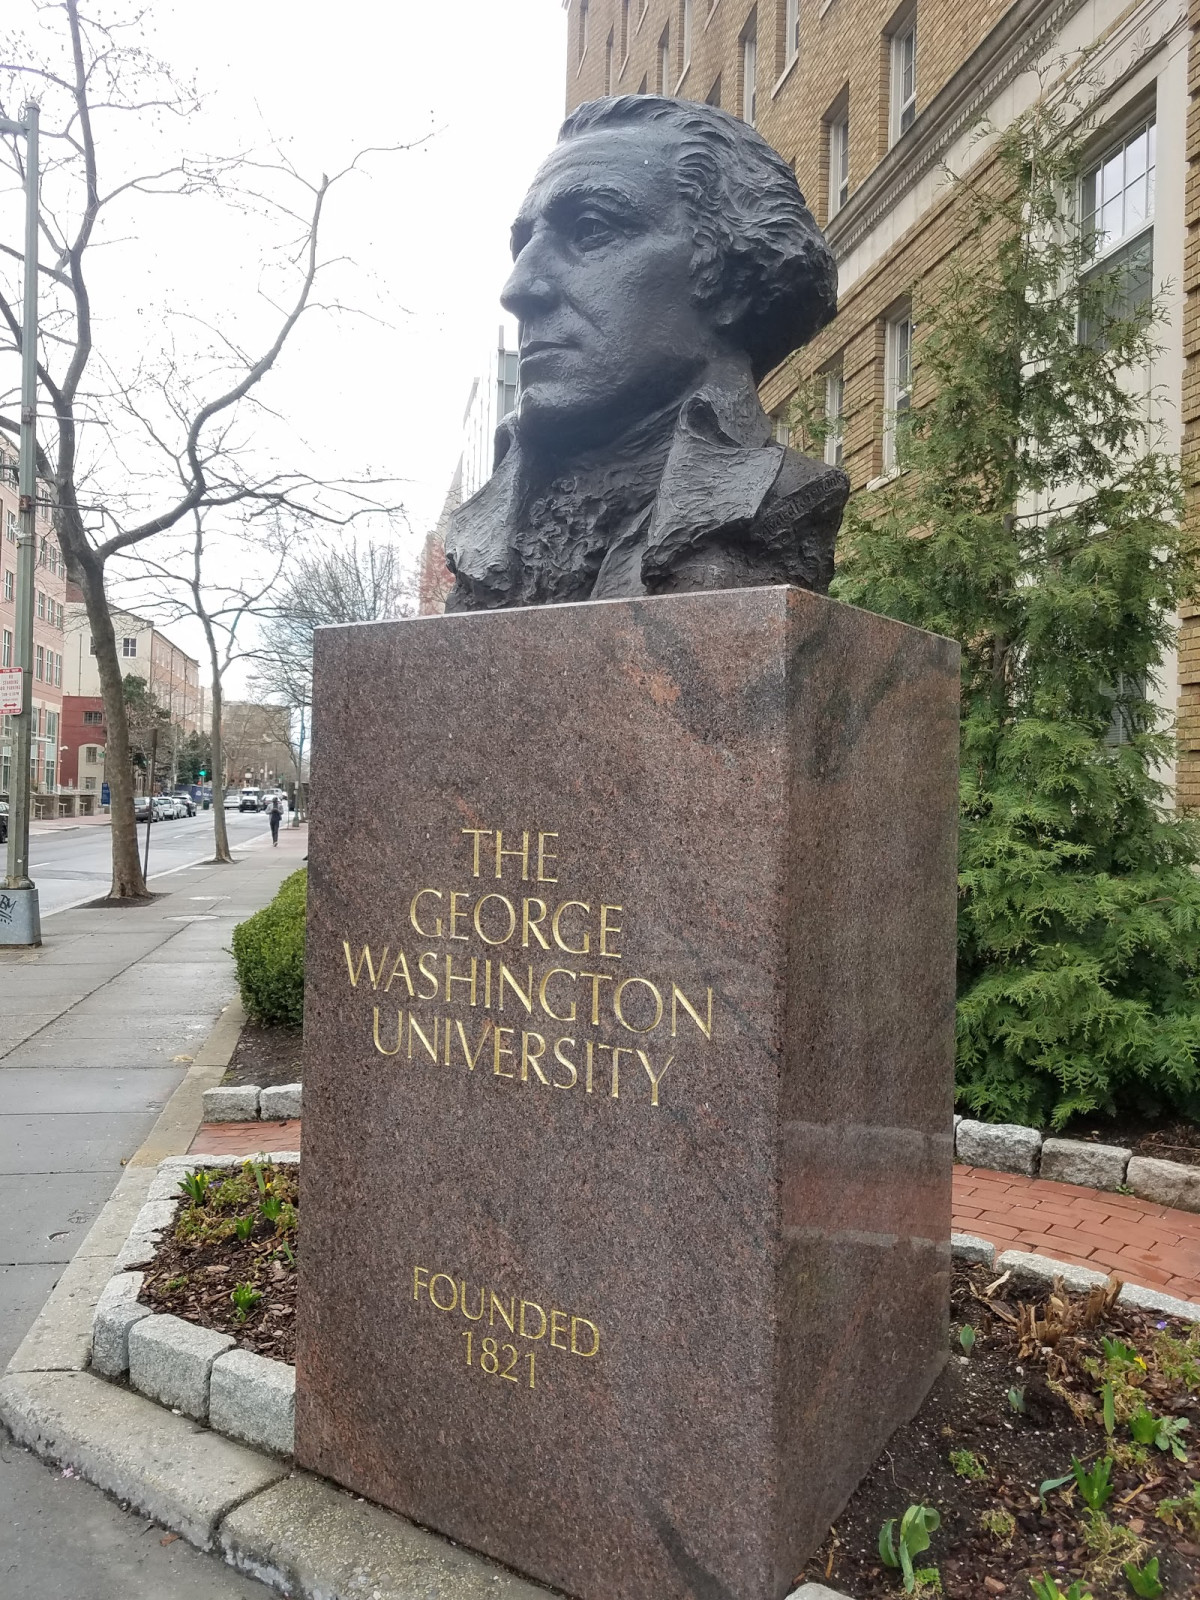 THE
GEORGE
WASHINGTON
UNIVERSITY
FOUNDED
1821